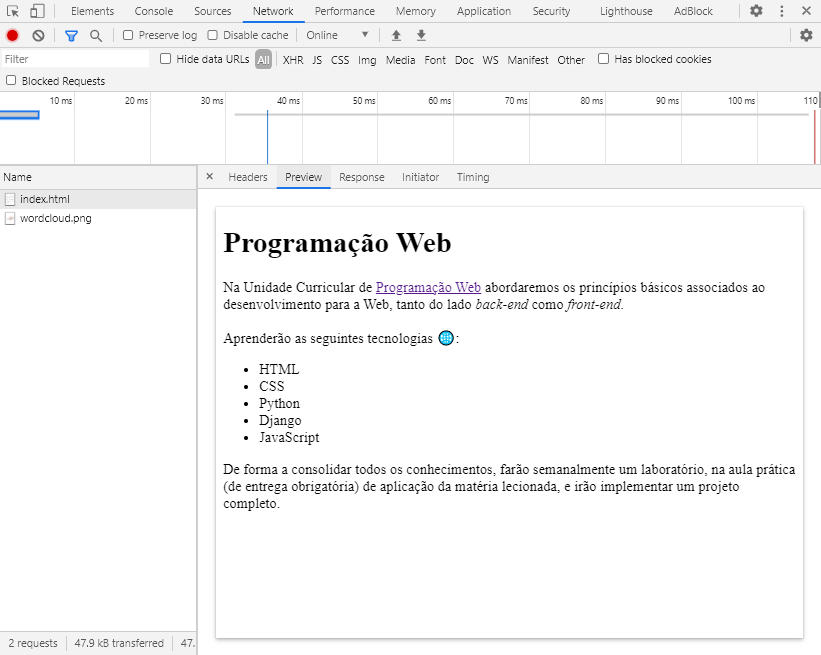 Elements Console Sources Network Performance Memory Application Security Lighthouse AdBlock
Preserve log Disable cache Online
Filter Hide data URLs All XHR JS CSS Img Media Font Doc WS Manifest Other Has blocked cookies
Blocked Requests
10 ms 20 ms 30 ms 40 ms 50 ms 60 ms 70 ms 80 ms 90 ms 100 ms 110
Name
× Headers Preview Response Initiator Timing
index.html
wordcloud.png
Programação Web
Na Unidade Curricular de Programação Web abordaremos os princípios básicos associados ao
desenvolvimento para a Web, tanto do lado back-end como front-end.
Aprenderão as seguintes tecnologias 🌐:
• HTML
• CSS
• Python
• Django
• JavaScript
De forma a consolidar todos os conhecimentos, farão semanalmente um laboratório, na aula prática
(de entrega obrigatória) de aplicação da matéria lecionada, e irão implementar um projeto
completo.
2 requests 47.9 kB transferred 47.